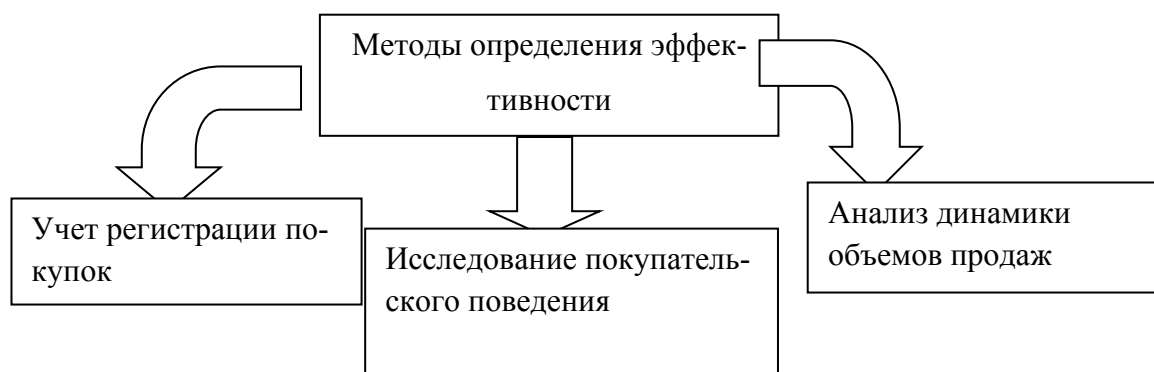 Методы определения эффек-
тивности
Учет регистрации по-
купок
Исследование покупатель-
ского поведения
Анализ динамики
объемов продаж